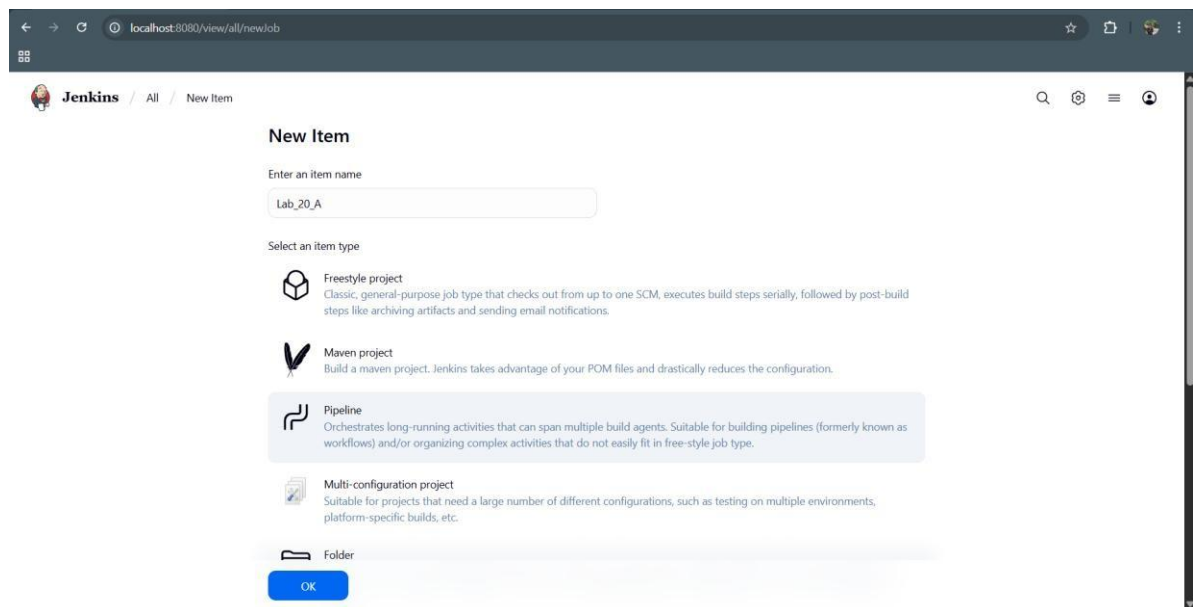 localhost:8080/view/all/newJob
Jenkins / All / New Item
New Item
Enter an item name
Lab_20_A
Select an item type
Freestyle project
Classic, general-purpose job type that checks out from up to one SCM, executes build steps serially, followed by post-build
steps like archiving artifacts and sending email notifications.
Maven project
Build a maven project. Jenkins takes advantage of your POM files and drastically reduces the configuration.
Pipeline
Orchestrates long-running activities that can span multiple build agents. Suitable for building pipelines (formerly known as
workflows) and/or organizing complex activities that do not easily fit in free-style job type.
Multi-configuration project
Suitable for projects that need a large number of different configurations, such as testing on multiple environments,
platform-specific builds, etc.
Folder
OK